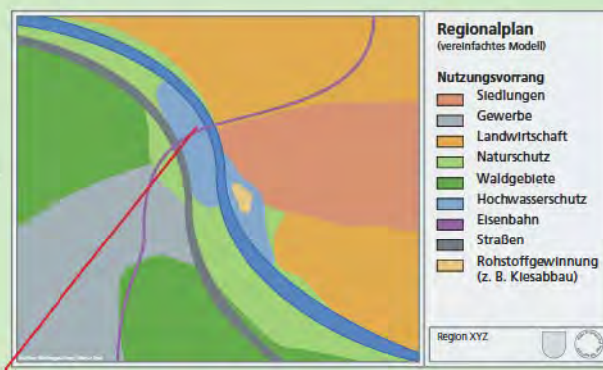 Regionalplan
(vereinfachtes Modell)
Nutzungsvorrang
Siedlungen
Gewerbe
Landwirtschaft
Naturschutz
Waldgebiete
Hochwasserschutz
Eisenbahn
Straßen
Rohstoffgewinnung
(z. B. Kiesabbau)
Region XYZ